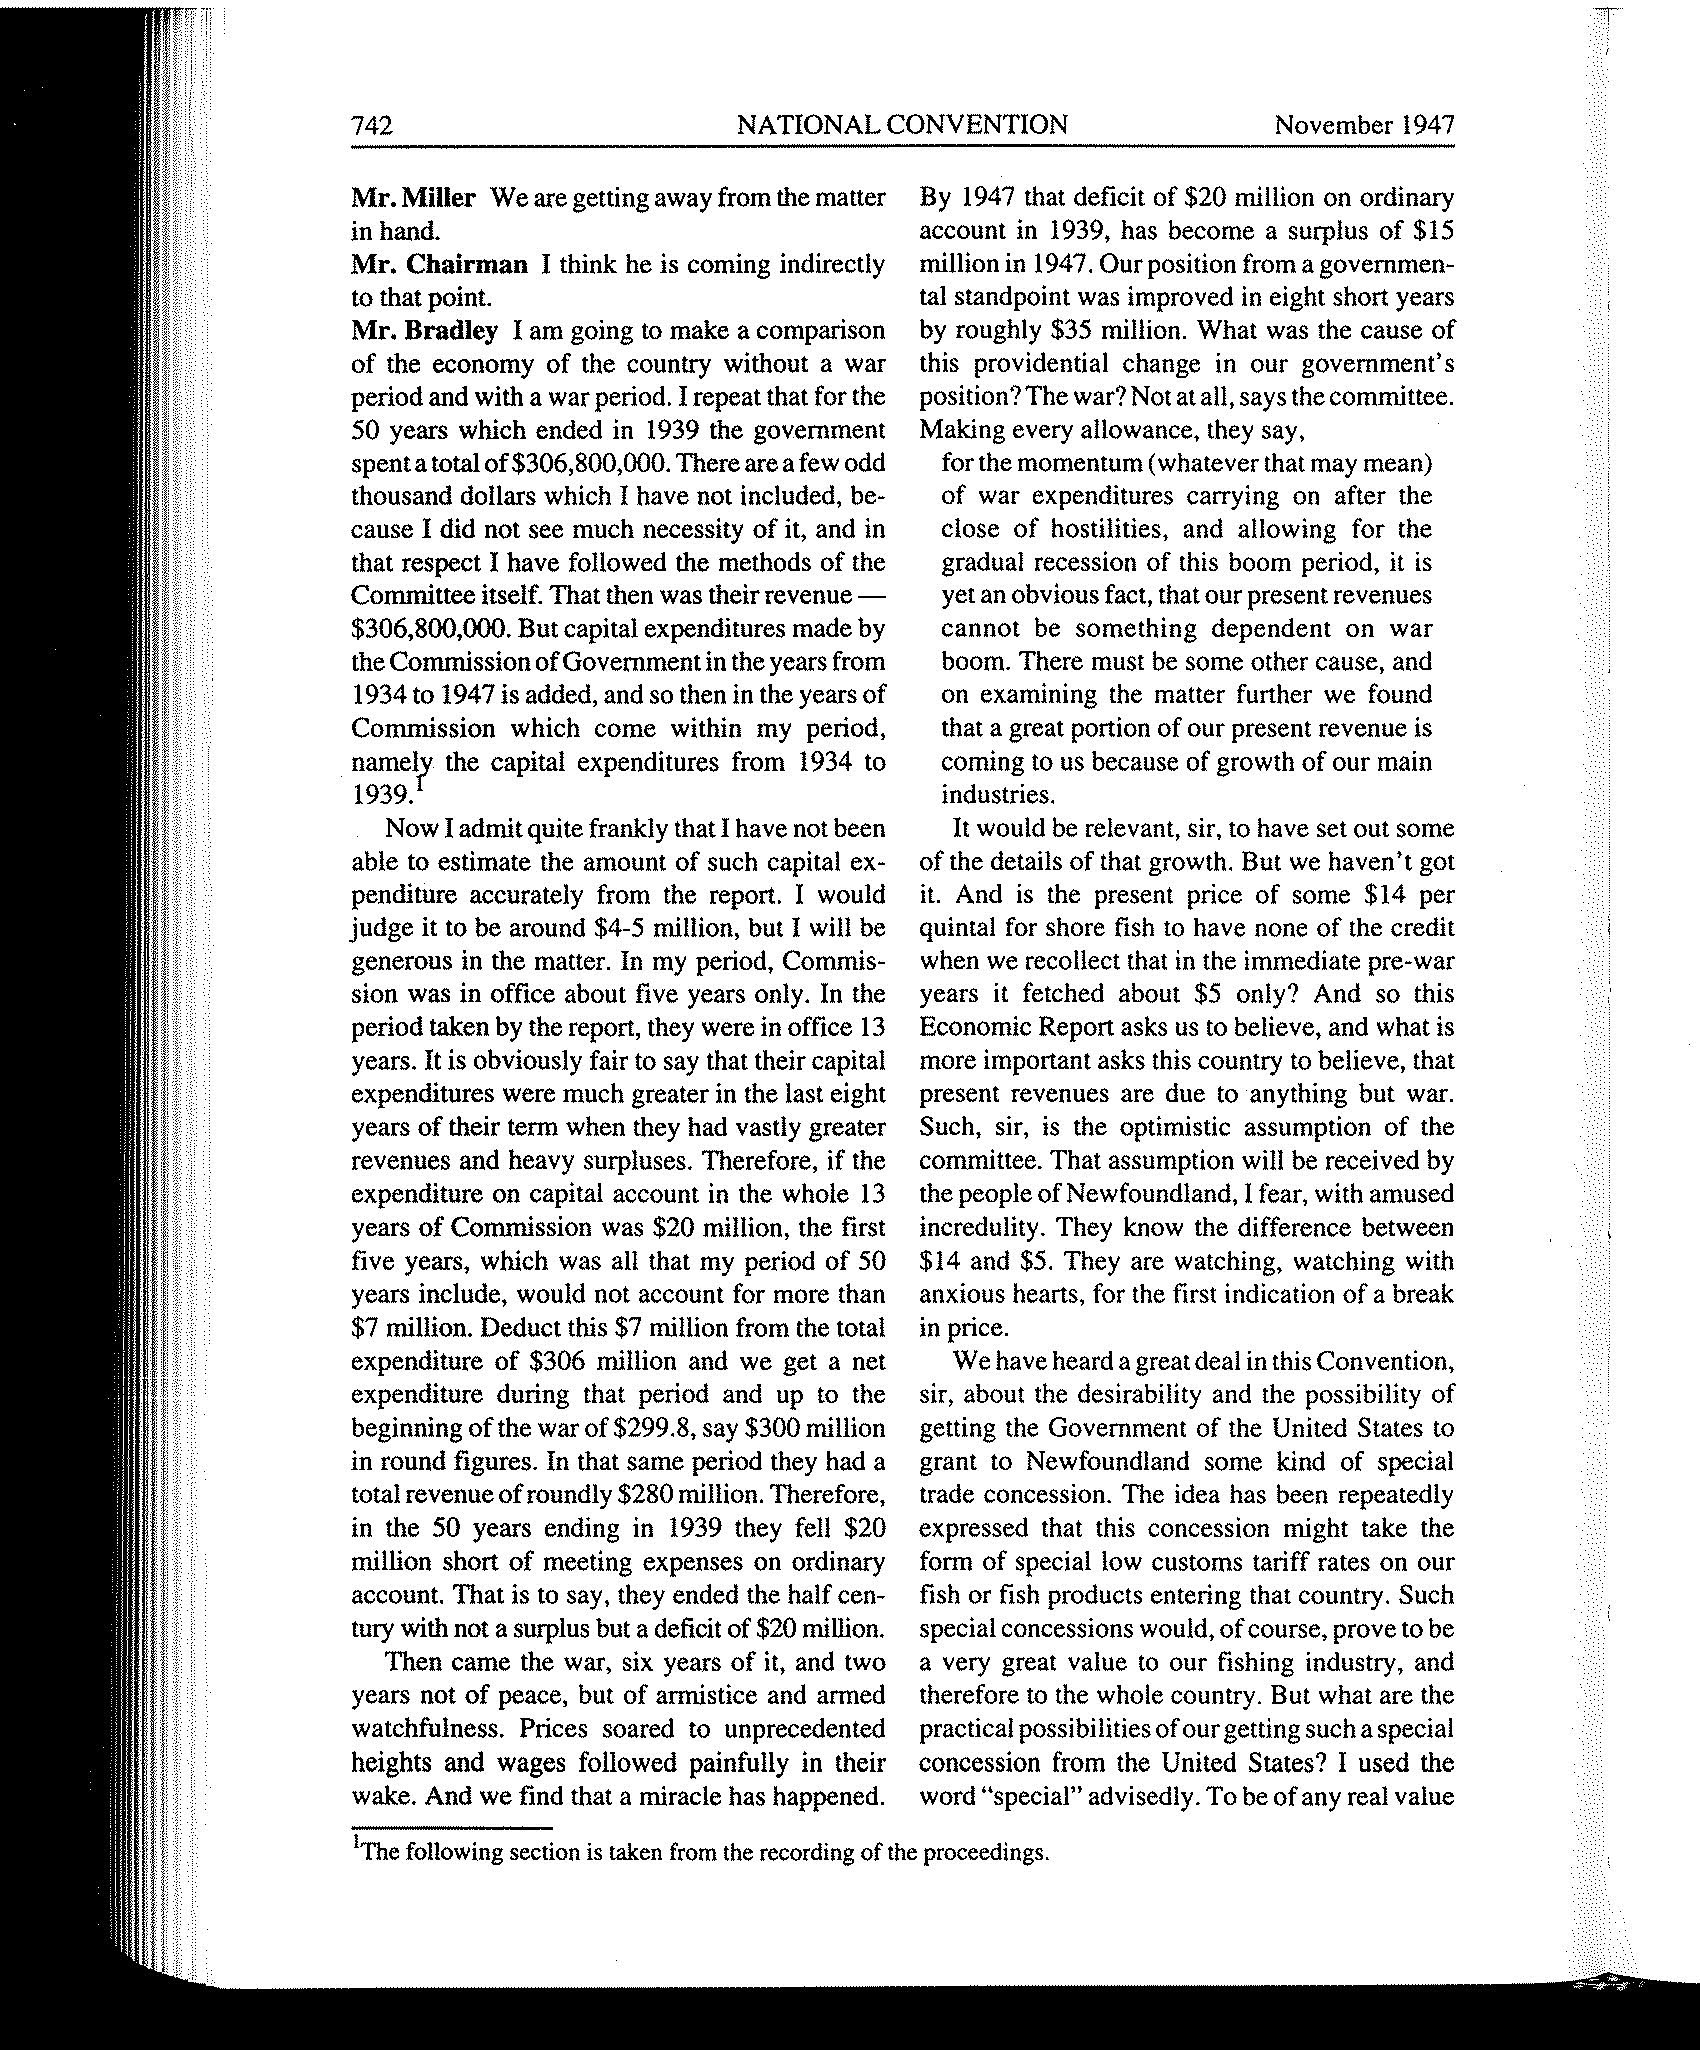 742 NATIONAL CONVENTION November 1947
Mr. Miller We are getting away from the matter
in hand.
Mr. Chairman I think he is coming indirectly
to that point.
Mr. Bradley I am going to make a comparison
of the economy of the country without a war
period and with a war period. I repeat that for the
50 years which ended in 1939 the government
spent a total of $306,800,000. There are a few odd
thousand dollars which I have not included, be-
cause I did not see much necessity of it, and in
that respect I have followed the methods of the
Committee itself. That then was their revenue —
$306,800,000. But capital expenditures made by
the Commission of Government in the years from
1934 to 1947 is added, and so then in the years of
Commission which come within my period,
namely the capital expenditures from 1934 to
1939.1
Now I admit quite frankly that I have not been
able to estimate the amount of such capital ex-
penditure accurately from the report. I would
judge it to be around $4-5 million, but I will be
generous in the matter. In my period, Commis-
sion was in office about five years only. In the
period taken by the report, they were in office 13
years. It is obviously fair to say that their capital
expenditures were much greater in the last eight
years of their term when they had vastly greater
revenues and heavy surpluses. Therefore, if the
expenditure on capital account in the whole 13
years of Commission was $20 million, the first
five years, which was all that my period of 50
years include, would not account for more than
$7 million. Deduct this $7 million from the total
expenditure of $306 million and we get a net
expenditure during that period and up to the
beginning of the war of $299.8, say $300 million
in round figures. In that same period they had a
total revenue of roundly $280 million. Therefore,
in the 50 years ending in 1939 they fell $20
million short of meeting expenses on ordinary
account. That is to say, they ended the half cen-
tury with not a surplus but a deficit of $20 million.
Then came the war, six years of it, and two
years not of peace, but of armistice and armed
watchfulness. Prices soared to unprecedented
heights and wages followed painfully in their
wake. And we find that a miracle has happened.
By 1947 that deficit of $20 million on ordinary
account in 1939, has become a surplus of $15
million in 1947. Our position from a governmen-
tal standpoint was improved in eight short years
by roughly $35 million. What was the cause of
this providential change in our government's
position? The war? Not at all, says the committee.
Making every allowance, they say,
for the momentum (whatever that may mean)
of war expenditures carrying on after the
close of hostilities, and allowing for the
gradual recession of this boom period, it is
yet an obvious fact, that our present revenues
cannot be something dependent on war
boom. There must be some other cause, and
on examining the matter further we found
that a great portion of our present revenue is
coming to us because of growth of our main
industries.
It would be relevant, sir, to have set out some
of the details of that growth. But we haven't got
it. And is the present price of some $14 per
quintal for shore fish to have none of the credit
when we recollect that in the immediate pre-war
years it fetched about $5 only? And so this
Economic Report asks us to believe, and what is
more important asks this country to believe, that
present revenues are due to anything but war.
Such, sir, is the optimistic assumption of the
committee. That assumption will be received by
the people of Newfoundland, I fear, with amused
incredulity. They know the difference between
$14 and $5. They are watching, watching with
anxious hearts, for the first indication of a break
in price.
We have heard a great deal in this Convention,
sir, about the desirability and the possibility of
getting the Government of the United States to
grant to Newfoundland some kind of special
trade concession. The idea has been repeatedly
expressed that this concession might take the
form of special low customs tariff rates on our
fish or fish products entering that country. Such
special concessions would, of course, prove to be
a very great value to our fishing industry, and
therefore to the whole country. But what are the
practical possibilities of our getting such a special
concession from the United States? I used the
word "special" advisedly. To be of any real value
1The following section is taken from the recording of the proceedings.